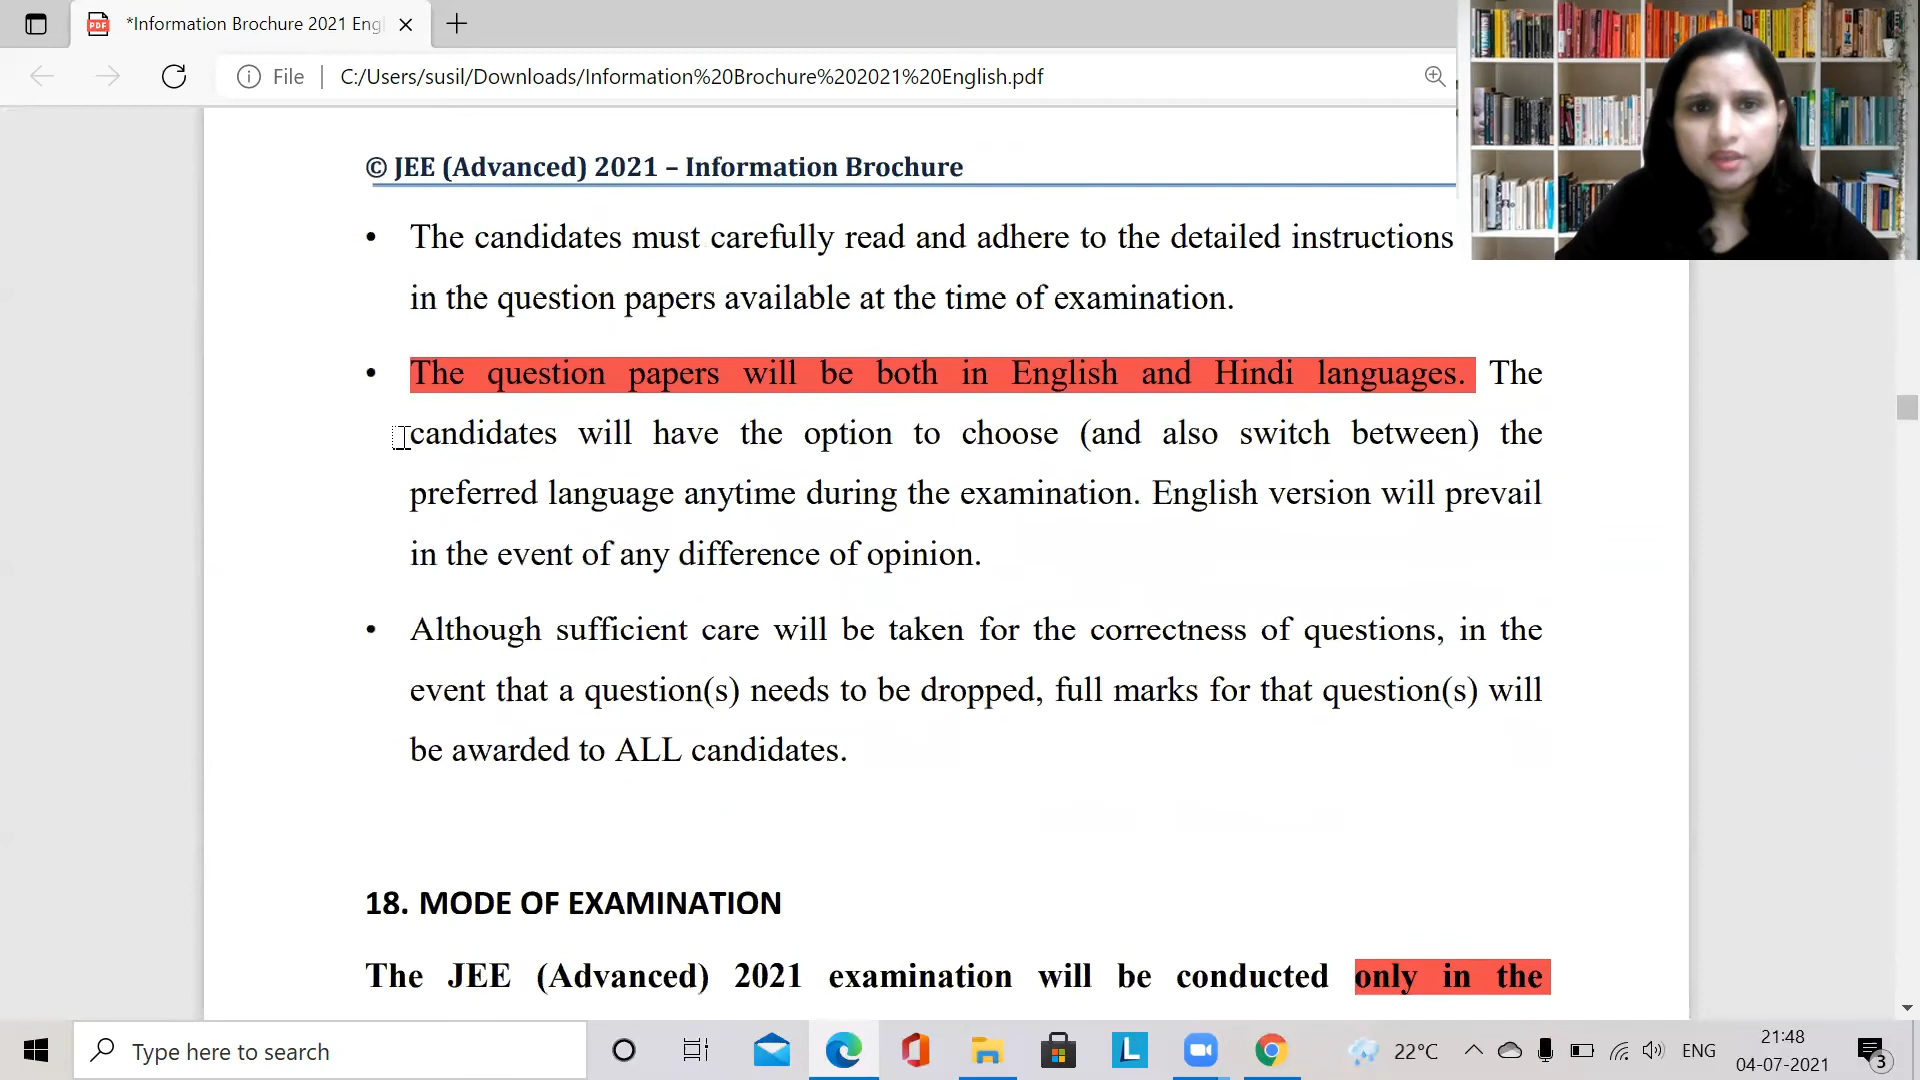 *Information Brochure 2021 Eng
File
C:/Users/susil/Downloads/Information%20Brochure%202021%20English.pdf
© JEE (Advanced) 2021 – Information Brochure
• The candidates must carefully read and adhere to the detailed instructions
in the question papers available at the time of examination.
• The question papers will be both in English and Hindi languages. The
candidates will have the option to choose (and also switch between) the
preferred language anytime during the examination. English version will prevail
in the event of any difference of opinion.
• Although sufficient care will be taken for the correctness of questions, in the
event that a question(s) needs to be dropped, full marks for that question(s) will
be awarded to ALL candidates.
18. MODE OF EXAMINATION
The JEE (Advanced) 2021 examination will be conducted only in the
Type here to search
22°C
ENG
21:48
04-07-2021
3